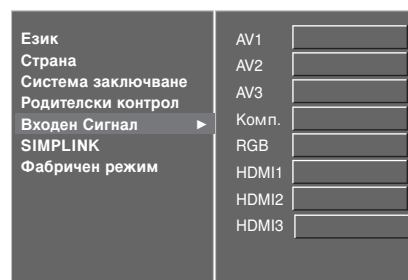 Език
Страна
Система заключване
Родителски контрол
Входен Сигнал ►
SIMPLINK
Фабричен режим
AV1
AV2
AV3
Комп.
RGB
HDMI1
HDMI2
HDMI3